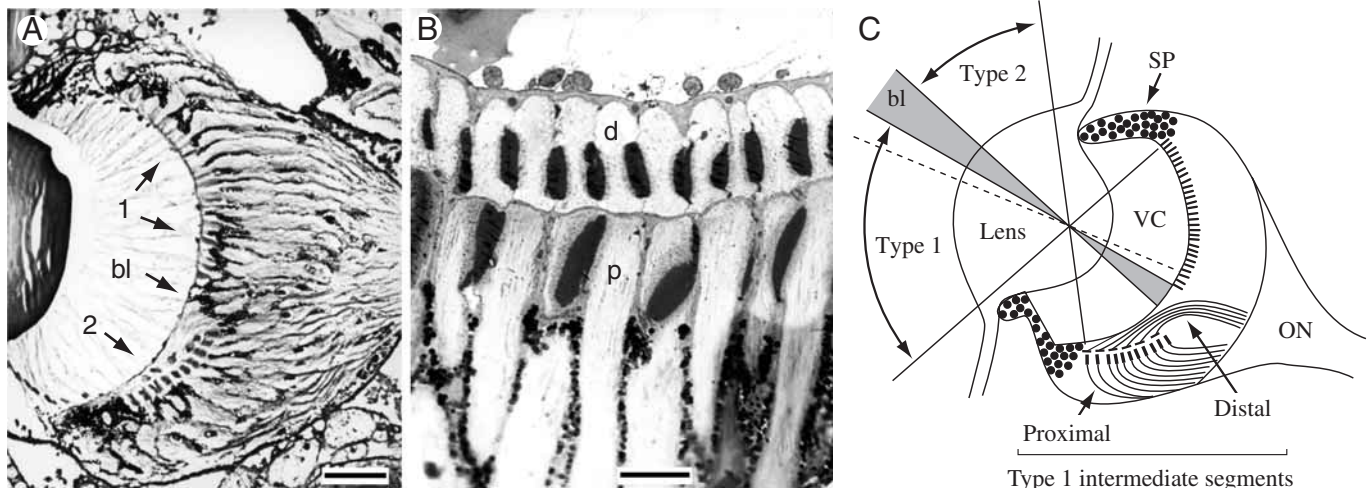 A
1
bl
2
B
d
p
C
Type 2
bl
SP
Type 1
Lens
VC
ON
Distal
Proximal
Type 1 intermediate segments